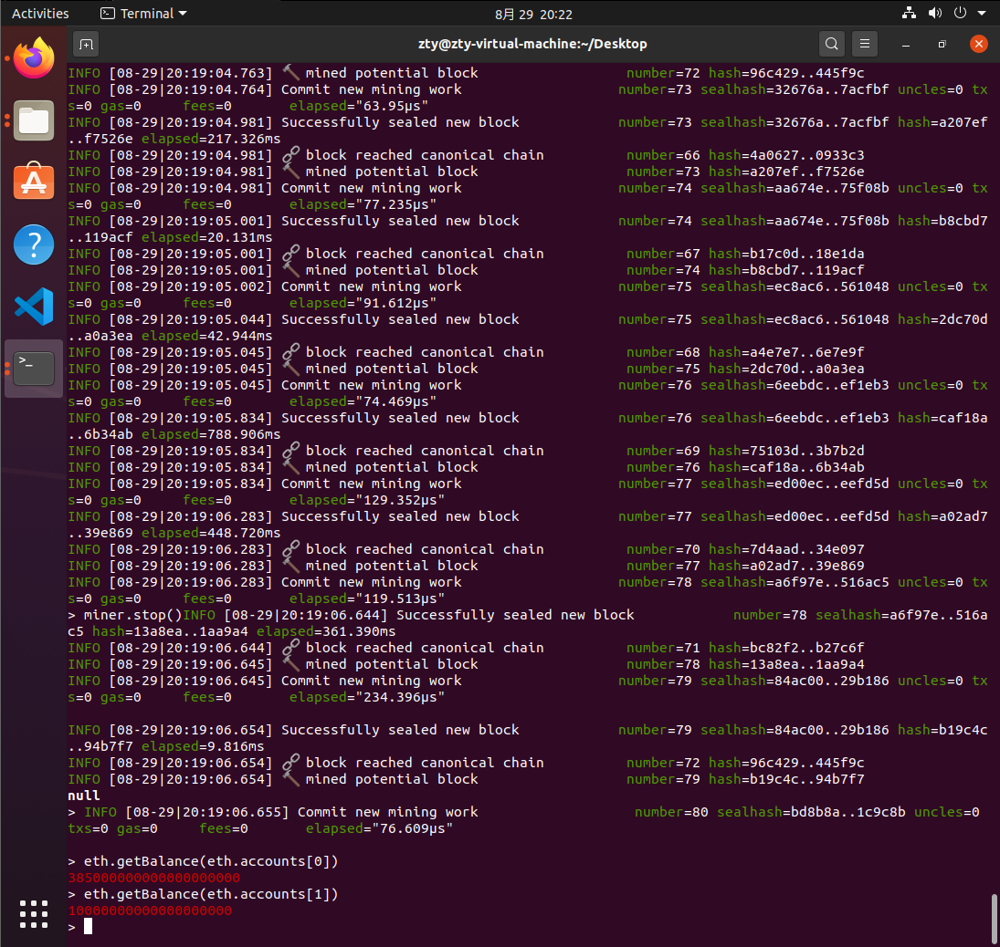 Activities
Terminal
8月 29 20:22
zty@zty-virtual-machine:~/Desktop
INFO [08-29|20:19:04.763] 🔨 mined potential block number=72 hash=96c429..445f9c
INFO [08-29|20:19:04.764] Commit new mining work number=73 sealhash=32676a..7acfbf uncles=0 tx
s=0 gas=0 fees=0 elapsed="63.95µs"
INFO [08-29|20:19:04.981] Successfully sealed new block number=73 sealhash=32676a..7acfbf hash=a207ef
..f7526e elapsed=217.326ms
INFO [08-29|20:19:04.981] 🔗 block reached canonical chain number=66 hash=4a0627..0933c3
INFO [08-29|20:19:04.981] 🔨 mined potential block number=73 hash=a207ef..f7526e
INFO [08-29|20:19:04.981] Commit new mining work number=74 sealhash=aa674e..75f08b uncles=0 tx
s=0 gas=0 fees=0 elapsed="77.235µs"
INFO [08-29|20:19:05.001] Successfully sealed new block number=74 sealhash=aa674e..75f08b hash=b8cbd7
..119acf elapsed=20.131ms
INFO [08-29|20:19:05.001] 🔗 block reached canonical chain number=67 hash=b17c0d..18e1da
INFO [08-29|20:19:05.001] 🔨 mined potential block number=74 hash=b8cbd7..119acf
INFO [08-29|20:19:05.002] Commit new mining work number=75 sealhash=ec8ac6..561048 uncles=0 tx
s=0 gas=0 fees=0 elapsed="91.612µs"
INFO [08-29|20:19:05.044] Successfully sealed new block number=75 sealhash=ec8ac6..561048 hash=2dc70d
..a0a3ea elapsed=42.944ms
INFO [08-29|20:19:05.045] 🔗 block reached canonical chain number=68 hash=a4e7e7..6e7e9f
INFO [08-29|20:19:05.045] 🔨 mined potential block number=75 hash=2dc70d..a0a3ea
INFO [08-29|20:19:05.045] Commit new mining work number=76 sealhash=6eebdc..ef1eb3 uncles=0 tx
s=0 gas=0 fees=0 elapsed="74.469µs"
INFO [08-29|20:19:05.834] Successfully sealed new block number=76 sealhash=6eebdc..ef1eb3 hash=caf18a
..6b34ab elapsed=788.906ms
INFO [08-29|20:19:05.834] 🔗 block reached canonical chain number=69 hash=75103d..3b7b2d
INFO [08-29|20:19:05.834] 🔨 mined potential block number=76 hash=caf18a..6b34ab
INFO [08-29|20:19:05.834] Commit new mining work number=77 sealhash=ed00ec..eefd5d uncles=0 tx
s=0 gas=0 fees=0 elapsed="129.352µs"
INFO [08-29|20:19:06.283] Successfully sealed new block number=77 sealhash=ed00ec..eefd5d hash=a02ad7
..39e869 elapsed=448.720ms
INFO [08-29|20:19:06.283] 🔗 block reached canonical chain number=70 hash=7d4aad..34e097
INFO [08-29|20:19:06.283] 🔨 mined potential block number=77 hash=a02ad7..39e869
INFO [08-29|20:19:06.283] Commit new mining work number=78 sealhash=a6f97e..516ac5 uncles=0 tx
s=0 gas=0 fees=0 elapsed="119.513µs"
> miner.stop()INFO [08-29|20:19:06.644] Successfully sealed new block number=78 sealhash=a6f97e..516a
c5 hash=13a8ea..1aa9a4 elapsed=361.390ms
INFO [08-29|20:19:06.644] 🔗 block reached canonical chain number=71 hash=bc82f2..b27c6f
INFO [08-29|20:19:06.645] 🔨 mined potential block number=78 hash=13a8ea..1aa9a4
INFO [08-29|20:19:06.645] Commit new mining work number=79 sealhash=84ac00..29b186 uncles=0 tx
s=0 gas=0 fees=0 elapsed="234.396µs"
INFO [08-29|20:19:06.654] Successfully sealed new block number=79 sealhash=84ac00..29b186 hash=b19c4c
..94b7f7 elapsed=9.816ms
INFO [08-29|20:19:06.654] 🔗 block reached canonical chain number=72 hash=96c429..445f9c
INFO [08-29|20:19:06.654] 🔨 mined potential block number=79 hash=b19c4c..94b7f7
null
> INFO [08-29|20:19:06.655] Commit new mining work number=80 sealhash=bd8b8a..1c9c8b uncles=0
txs=0 gas=0 fees=0 elapsed="76.609µs"
> eth.getBalance(eth.accounts[0])
385000000000000000000
> eth.getBalance(eth.accounts[1])
10000000000000000000
>